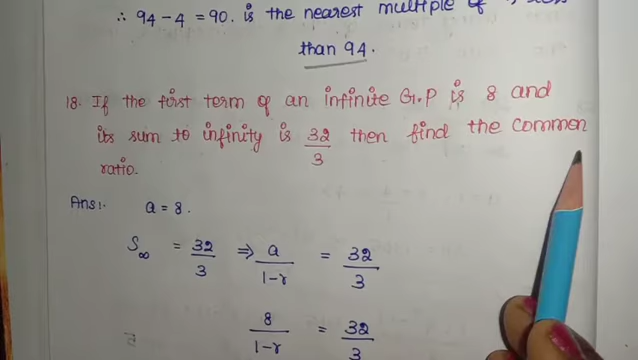 ∴ 94 - 4 = 90. is the nearest multiple of
than 94.
18. If the first term of an infinite G.P is 8 and
its sum to infinity is 32/3 then find the common
ratio.
Ans:- a = 8.
S∞ = 32/3 ⇒ a/1-r = 32/3
8/1-r = 32/3